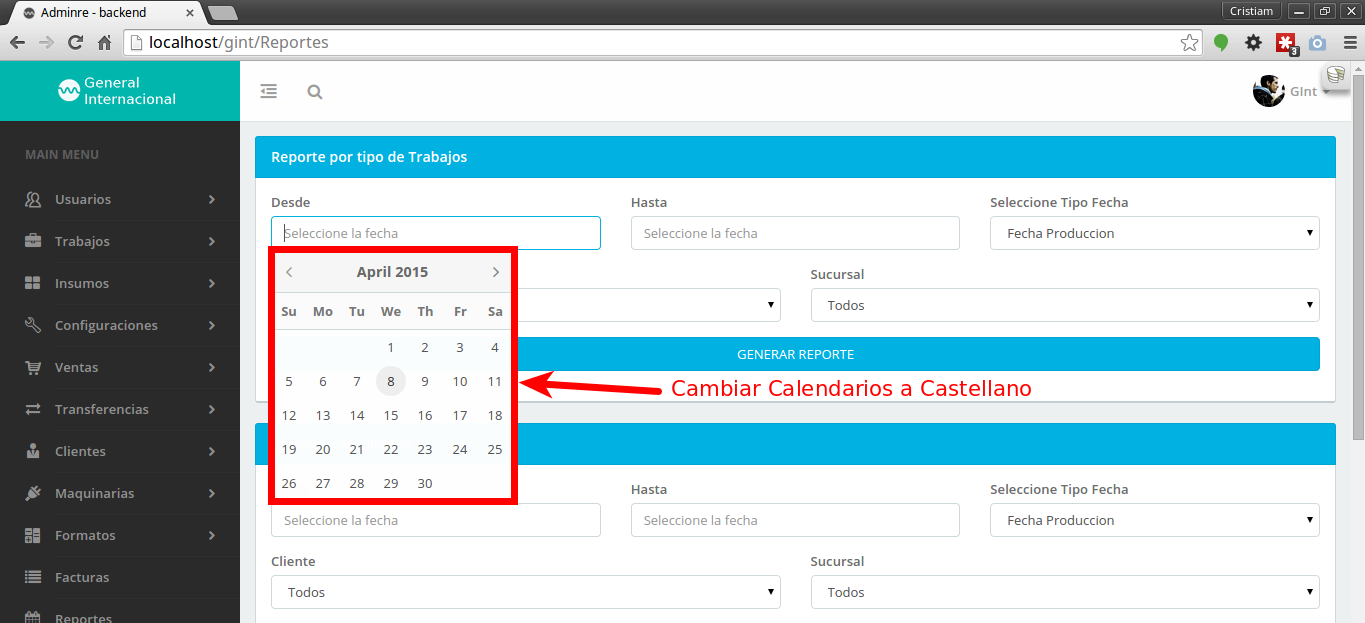 Adminre - backend
Cristiam
localhost/gint/Reportes
3
General
Internacional
GInt
MAIN MENU
Usuarios
Trabajos
Insumos
Configuraciones
Ventas
Transferencias
Clientes
Maquinarias
Formatos
Facturas
Reportes
Reporte por tipo de Trabajos
Desde
Hasta
Seleccione Tipo Fecha
Seleccione la fecha
Seleccione la fecha
Fecha Produccion
Sucursal
Todos
GENERAR REPORTE
April 2015
Su Mo Tu We Th Fr Sa
1 2 3 4
5 6 7 8 9 10 11
12 13 14 15 16 17 18
19 20 21 22 23 24 25
26 27 28 29 30
Cambiar Calendarios a Castellano
Hasta
Seleccione Tipo Fecha
Seleccione la fecha
Seleccione la fecha
Fecha Produccion
Cliente
Sucursal
Todos
Todos